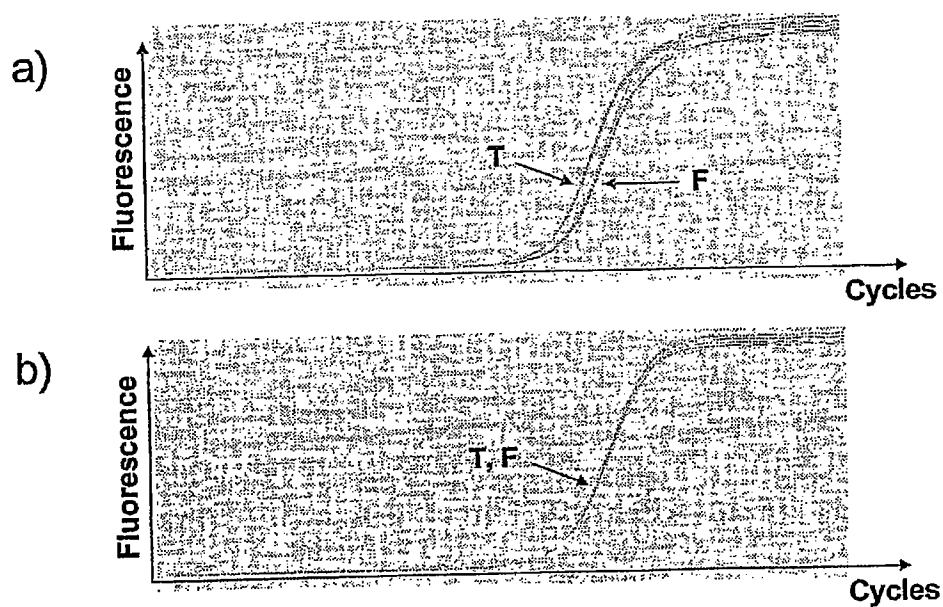 a)
Fluorescence
T
F
Cycles
b)
Fluorescence
T, F
Cycles